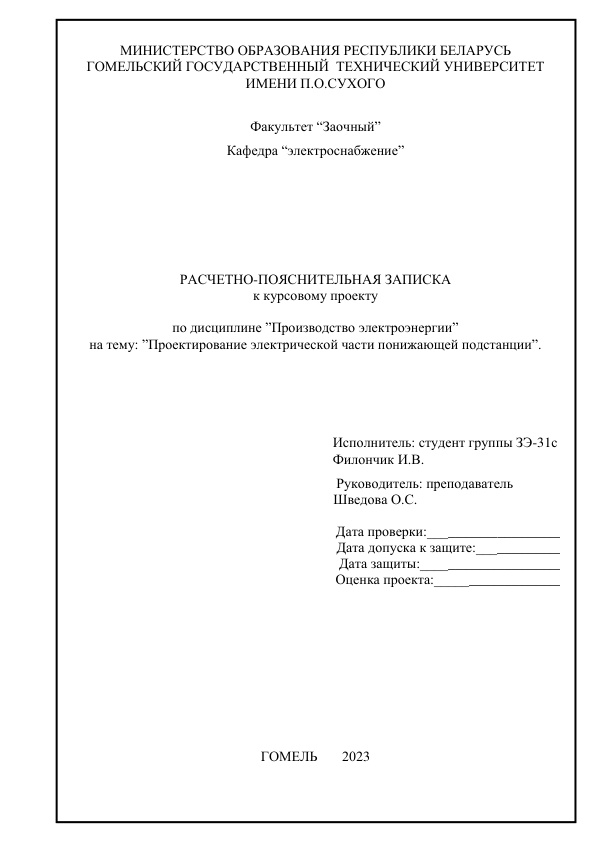 МИНИСТЕРСТВО ОБРАЗОВАНИЯ РЕСПУБЛИКИ БЕЛАРУСЬ
ГОМЕЛЬСКИЙ ГОСУДАРСТВЕННЫЙ  ТЕХНИЧЕСКИЙ УНИВЕРСИТЕТ
ИМЕНИ П.О.СУХОГО
Факультет “Заочный”
Кафедра “электроснабжение”
РАСЧЕТНО-ПОЯСНИТЕЛЬНАЯ ЗАПИСКА
к курсовому проекту
по дисциплине ”Производство электроэнергии”
на тему: ”Проектирование электрической части понижающей подстанции”.
Исполнитель: студент группы ЗЭ-31с
Филончик И.В.
Руководитель: преподаватель
Шведова О.С.
Дата проверки:___________________
Дата допуска к защите:____________
Дата защиты:____________________
Оценка проекта:__________________
ГОМЕЛЬ 2023